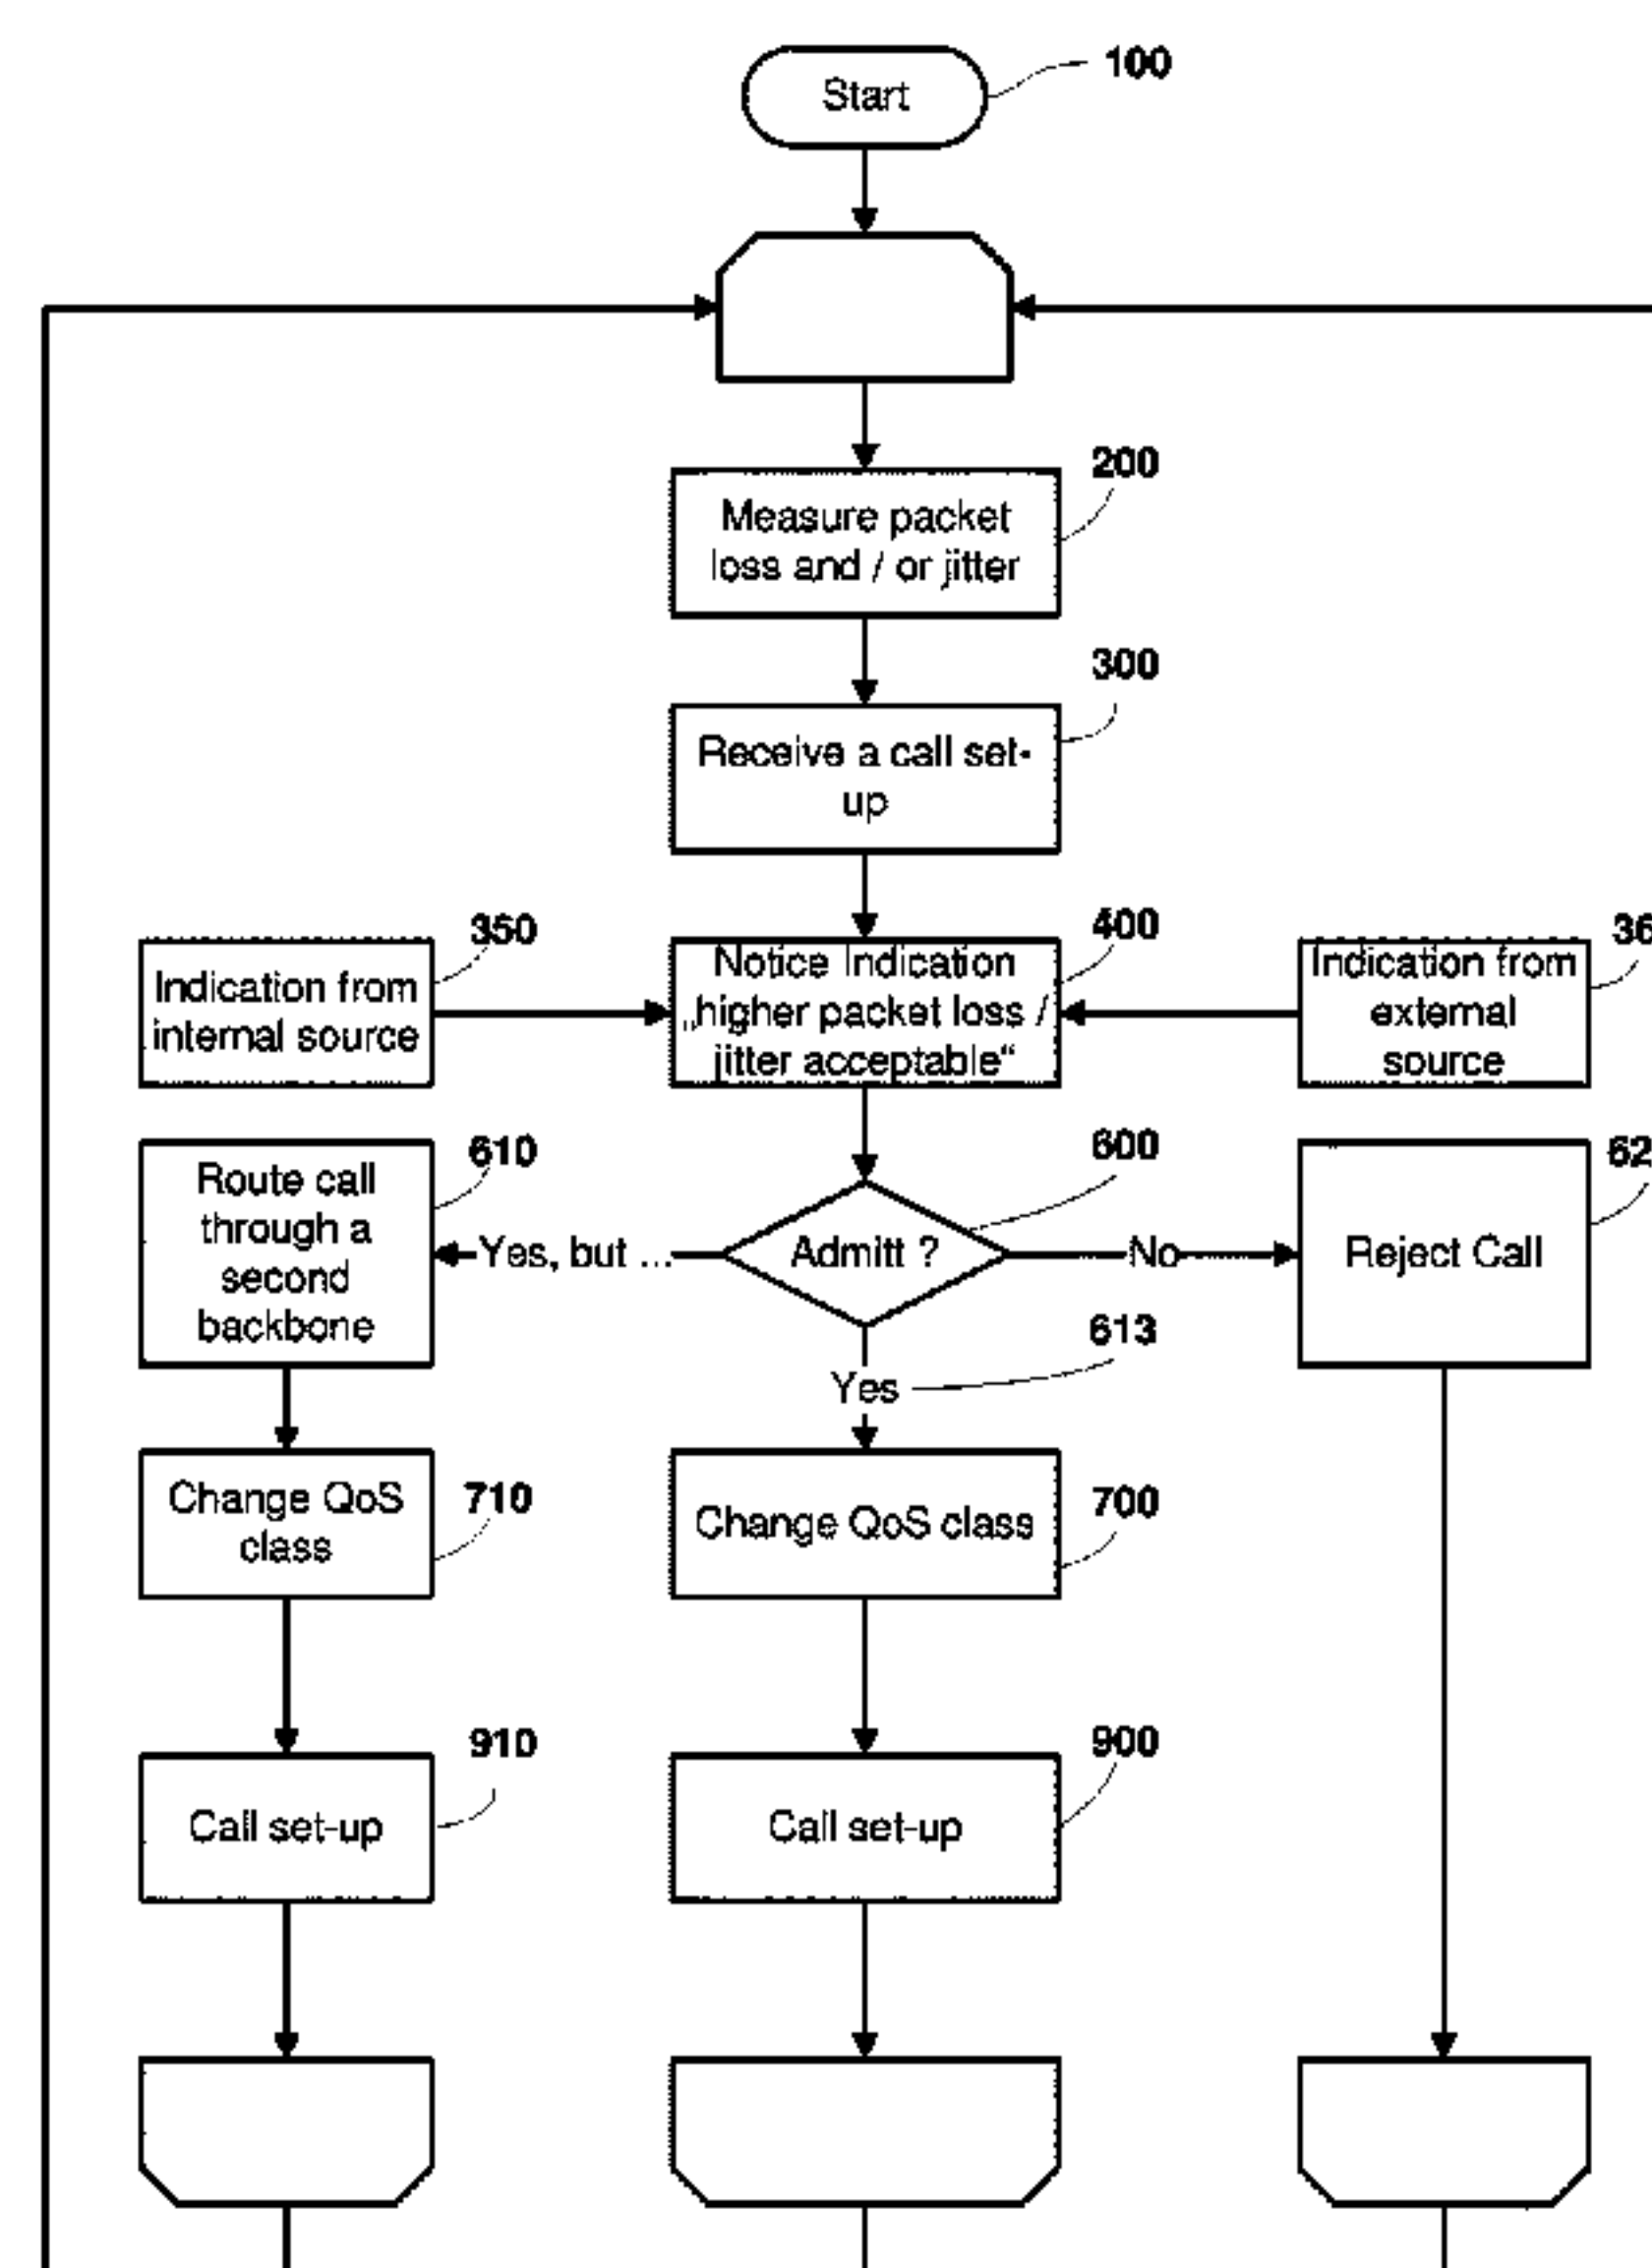 Start
100
200
Measure packet
loss and / or jitter
300
Receive a call set-
up
350
Indication from
internal source
400
Notice Indication
„higher packet loss /
jitter acceptable“
36
Indication from
external
source
610
Route call
through a
second
backbone
Yes, but ...
600
Admitt ?
No
62
Reject Call
613
Yes
Change QoS
class
710
Change QoS class
700
910
Call set-up
900
Call set-up